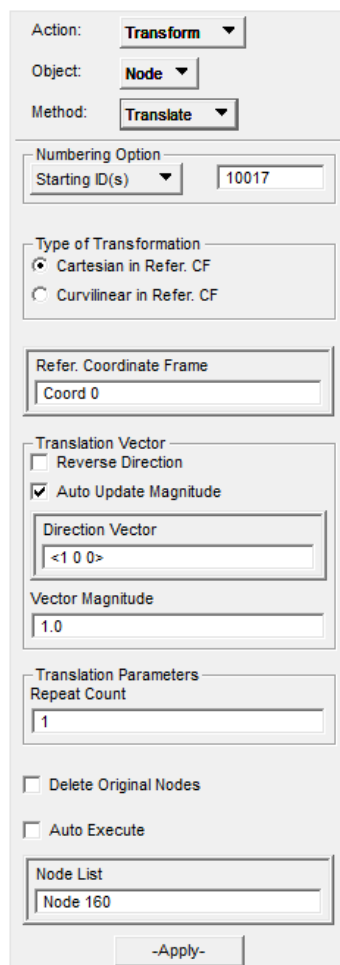 Action: Transform
Object: Node
Method: Translate
Numbering Option
Starting ID(s) 10017
Type of Transformation
Cartesian in Refer. CF
Curvilinear in Refer. CF
Refer. Coordinate Frame
Coord 0
Translation Vector
Reverse Direction
Auto Update Magnitude
Direction Vector
<1 0 0>
Vector Magnitude
1.0
Translation Parameters
Repeat Count
1
Delete Original Nodes
Auto Execute
Node List
Node 160
-Apply-